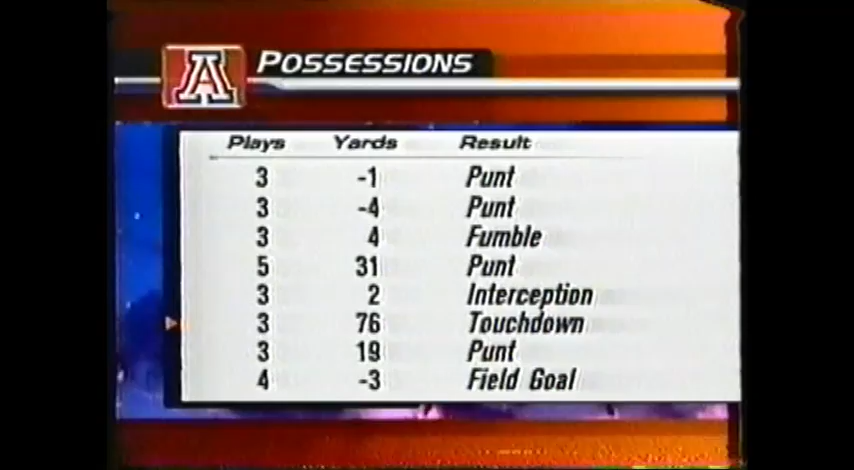 A POSSESSIONS
Plays Yards Result
3 -1 Punt
3 -4 Punt
3 4 Fumble
5 31 Punt
3 2 Interception
3 76 Touchdown
3 19 Punt
4 -3 Field Goal